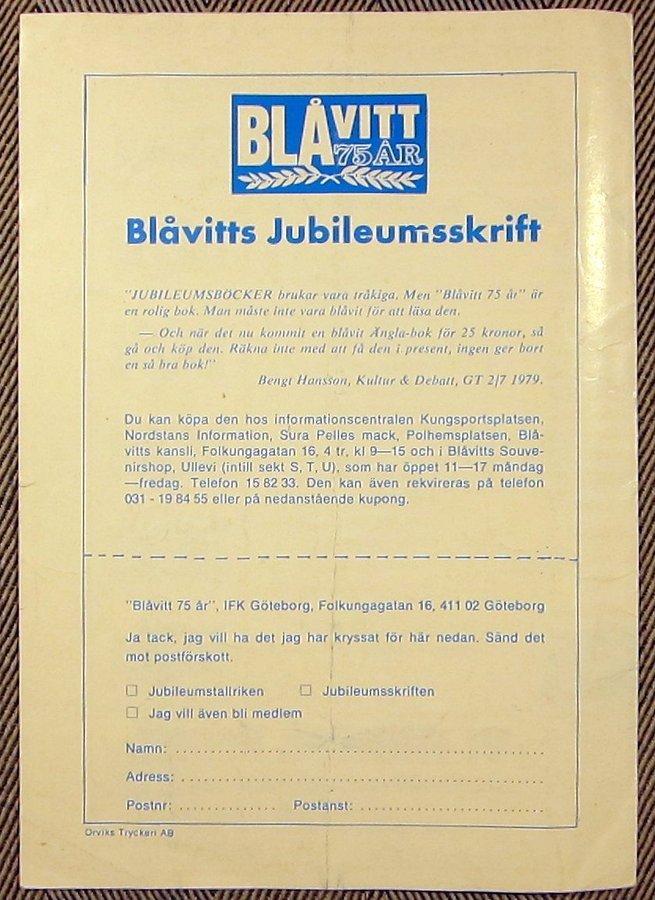 BLÅVITT
75 ÅR
Blåvitts Jubileumsskrift
"JUBILEUMSBÖCKER brukar vara tråkiga. Men "Blåvitt 75 år" är
en rolig bok. Man måste inte vara blåvit för att läsa den.
— Och när det nu kommit en blåvit Ängla-bok för 25 kronor, så
gå och köp den. Räkna inte med att få den i present, ingen ger bort
en så bra bok!"
Bengt Hansson, Kultur & Debatt, GT 2/7 1979.
Du kan köpa den hos informationscentralen Kungsportsplatsen,
Nordstans Information, Sura Pelles mack, Polhemsplatsen, Blå-
vitts kansli, Folkungagatan 16, 4 tr, kl 9—15 och i Blåvitts Souve-
nirshop, Ullevi (intill sekt S, T, U), som har öppet 11—17 måndag
—fredag. Telefon 15 82 33. Den kan även rekvireras på telefon
031 - 19 84 55 eller på nedanstående kupong.
"Blåvitt 75 år", IFK Göteborg, Folkungagatan 16, 411 02 Göteborg
Ja tack, jag vill ha det jag har kryssat för här nedan. Sänd det
mot postförskott.
☐ Jubileumstallriken ☐ Jubileumsskriften
☐ Jag vill även bli medlem
Namn: ............................................................
Adress: ............................................................
Postnr: .............. Postanst: ..............................
Orviks Tryckeri AB